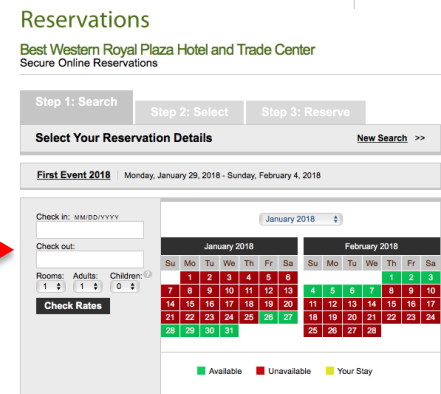 Reservations
Best Western Royal Plaza Hotel and Trade Center
Secure Online Reservations
Step 1: Search Step 2: Select Step 3: Reserve
Select Your Reservation Details New Search >>
First Event 2018 | Monday, January 29, 2018 - Sunday, February 4, 2018
Check in: MM/DD/YYYY
January 2018
Check out:
January 2018 February 2018
Su Mo Tu We Th Fr Sa Su Mo Tu We Th Fr Sa
Rooms: Adults: Children: ?
1 1 0
Check Rates
1 2 3 4 5 6 1 2 3
7 8 9 10 11 12 13 4 5 6 7 8 9 10
14 15 16 17 18 19 20 11 12 13 14 15 16 17
21 22 23 24 25 26 27 18 19 20 21 22 23 24
28 29 30 31 25 26 27 28
Available Unavailable Your Stay